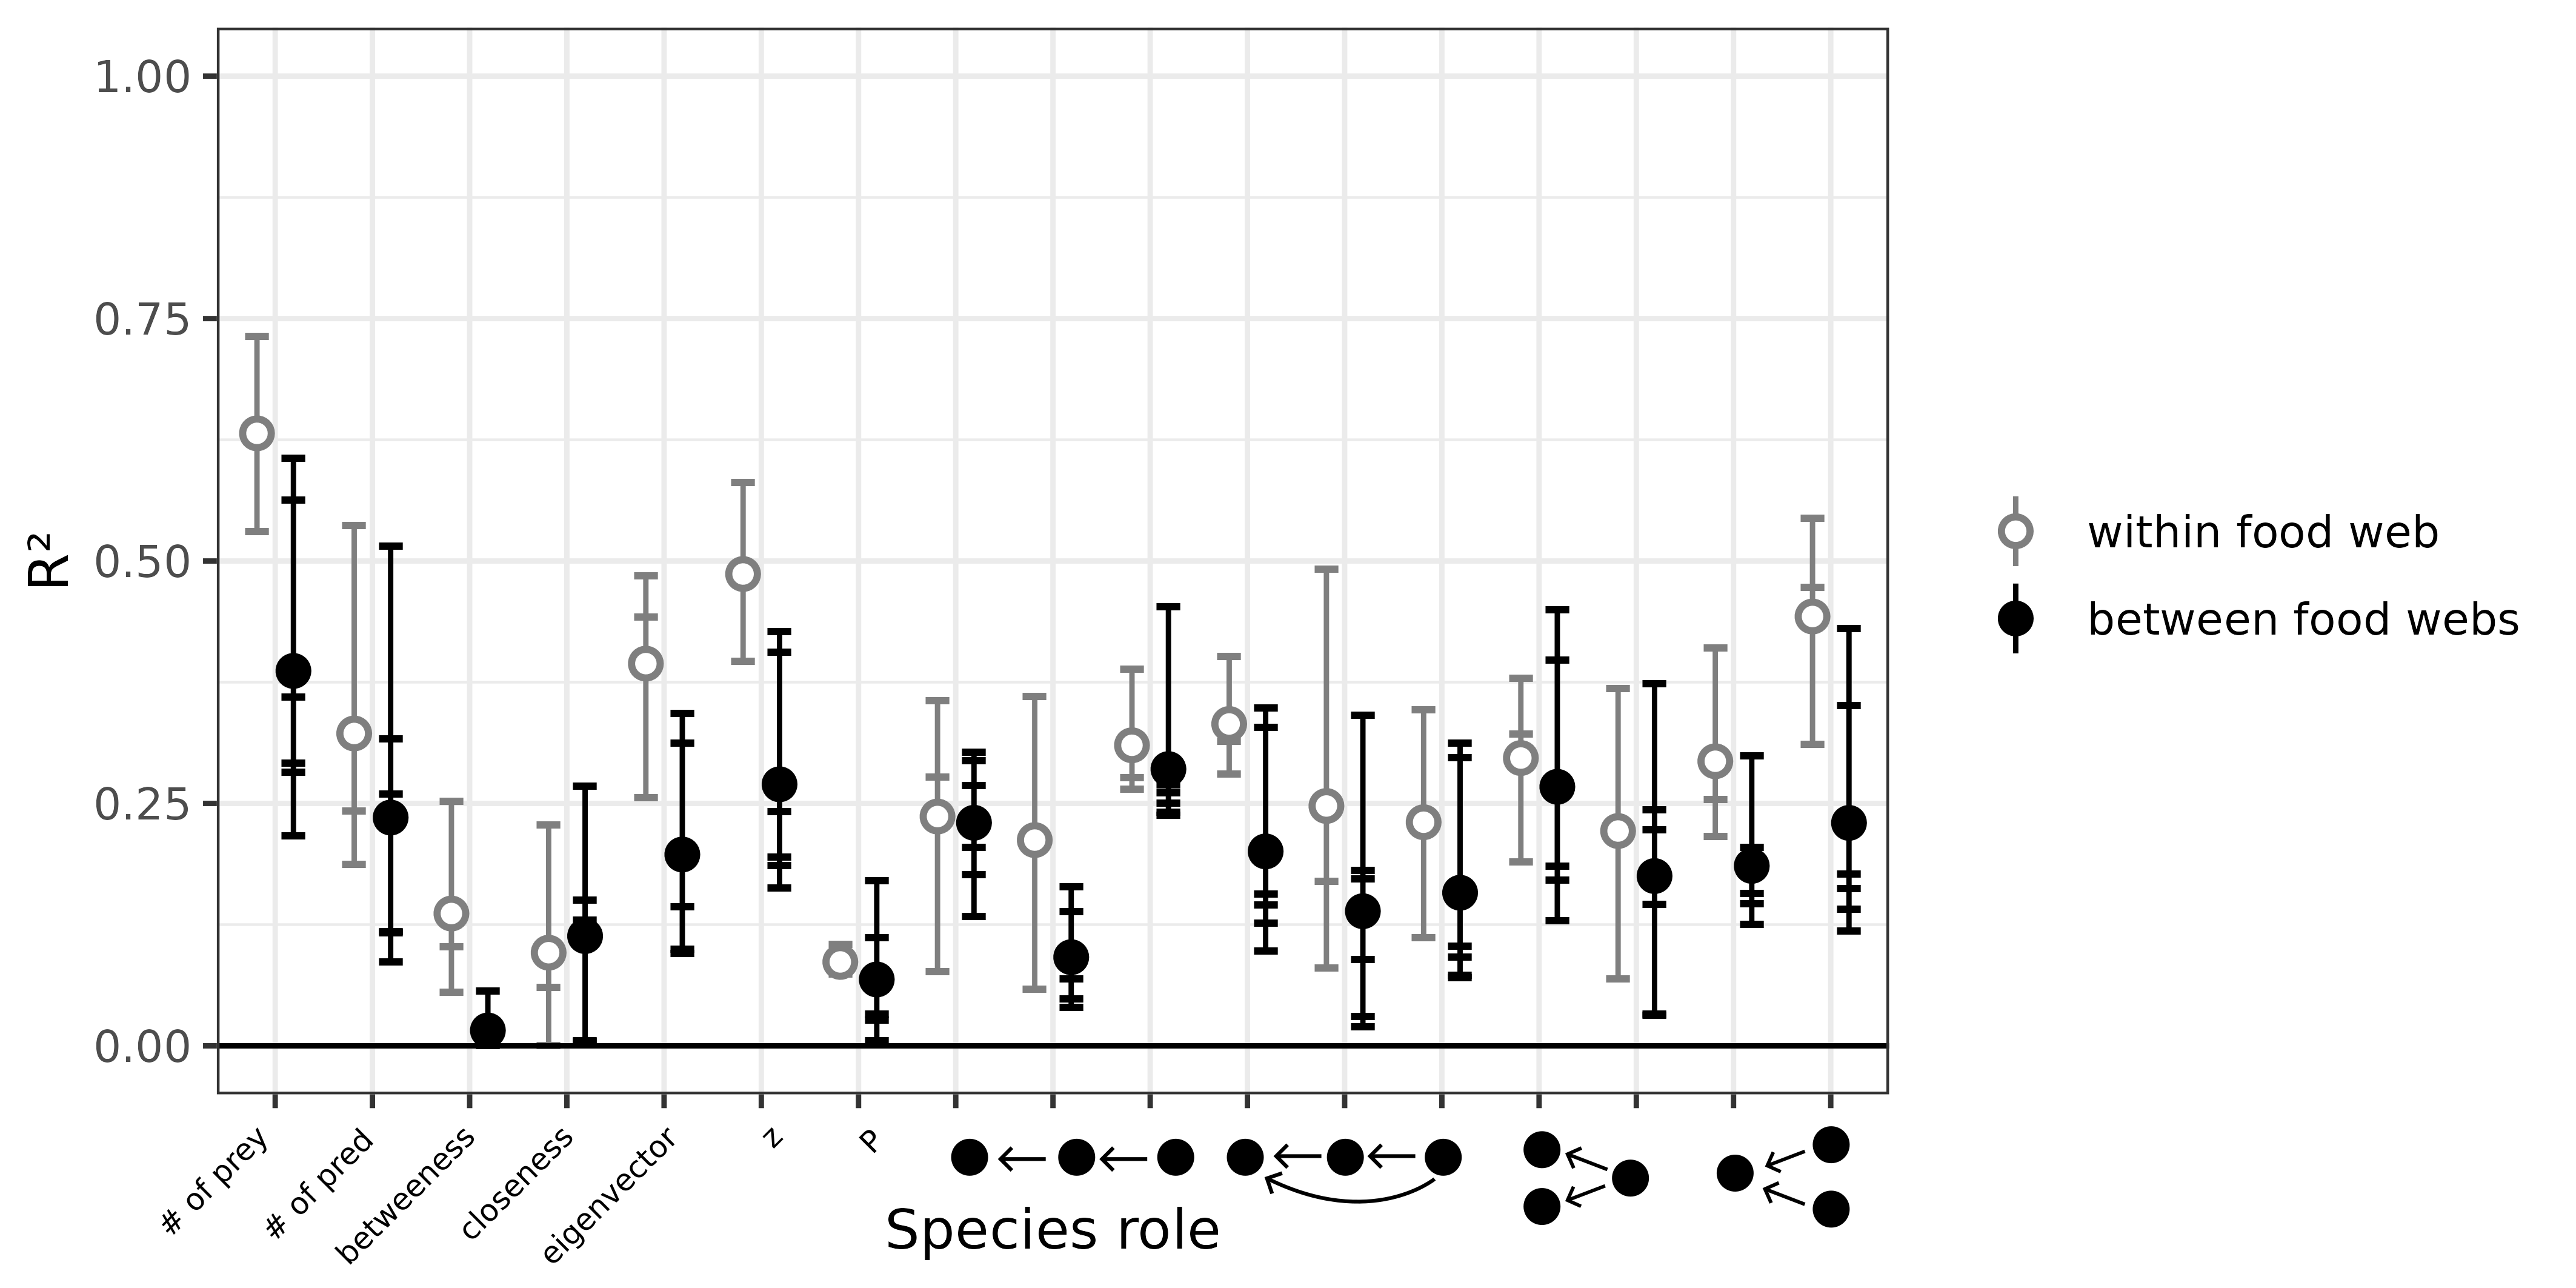 1.00
0.75
0.50
0.25
0.00
R²
# of prey
# of pred
betweeness
closeness
eigenvector
z
P
Species role
within food web
between food webs